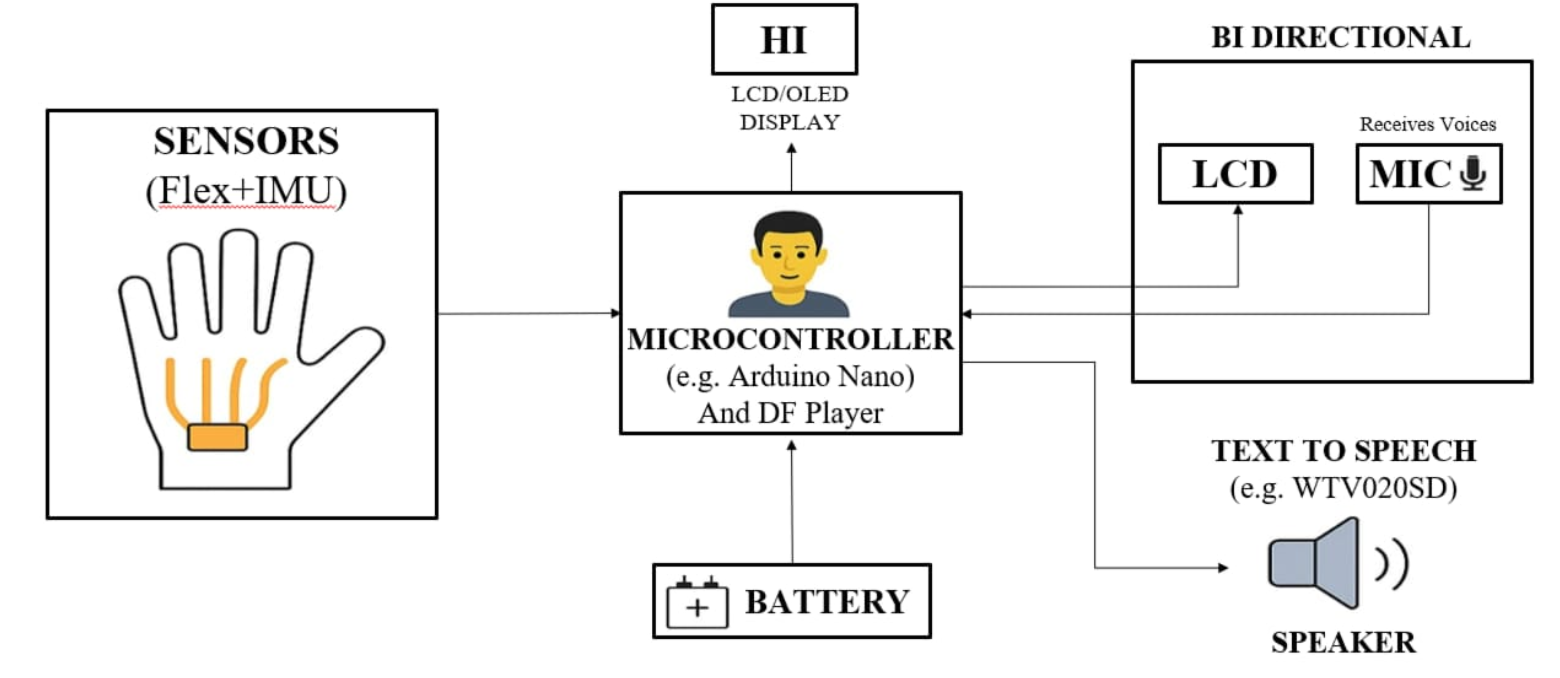 HI
LCD/OLED
DISPLAY
BI DIRECTIONAL
Receives Voices
LCD
MIC
SENSORS
(Flex+IMU)
MICROCONTROLLER
(e.g. Arduino Nano)
And DF Player
BATTERY
TEXT TO SPEECH
(e.g. WTV020SD)
SPEAKER